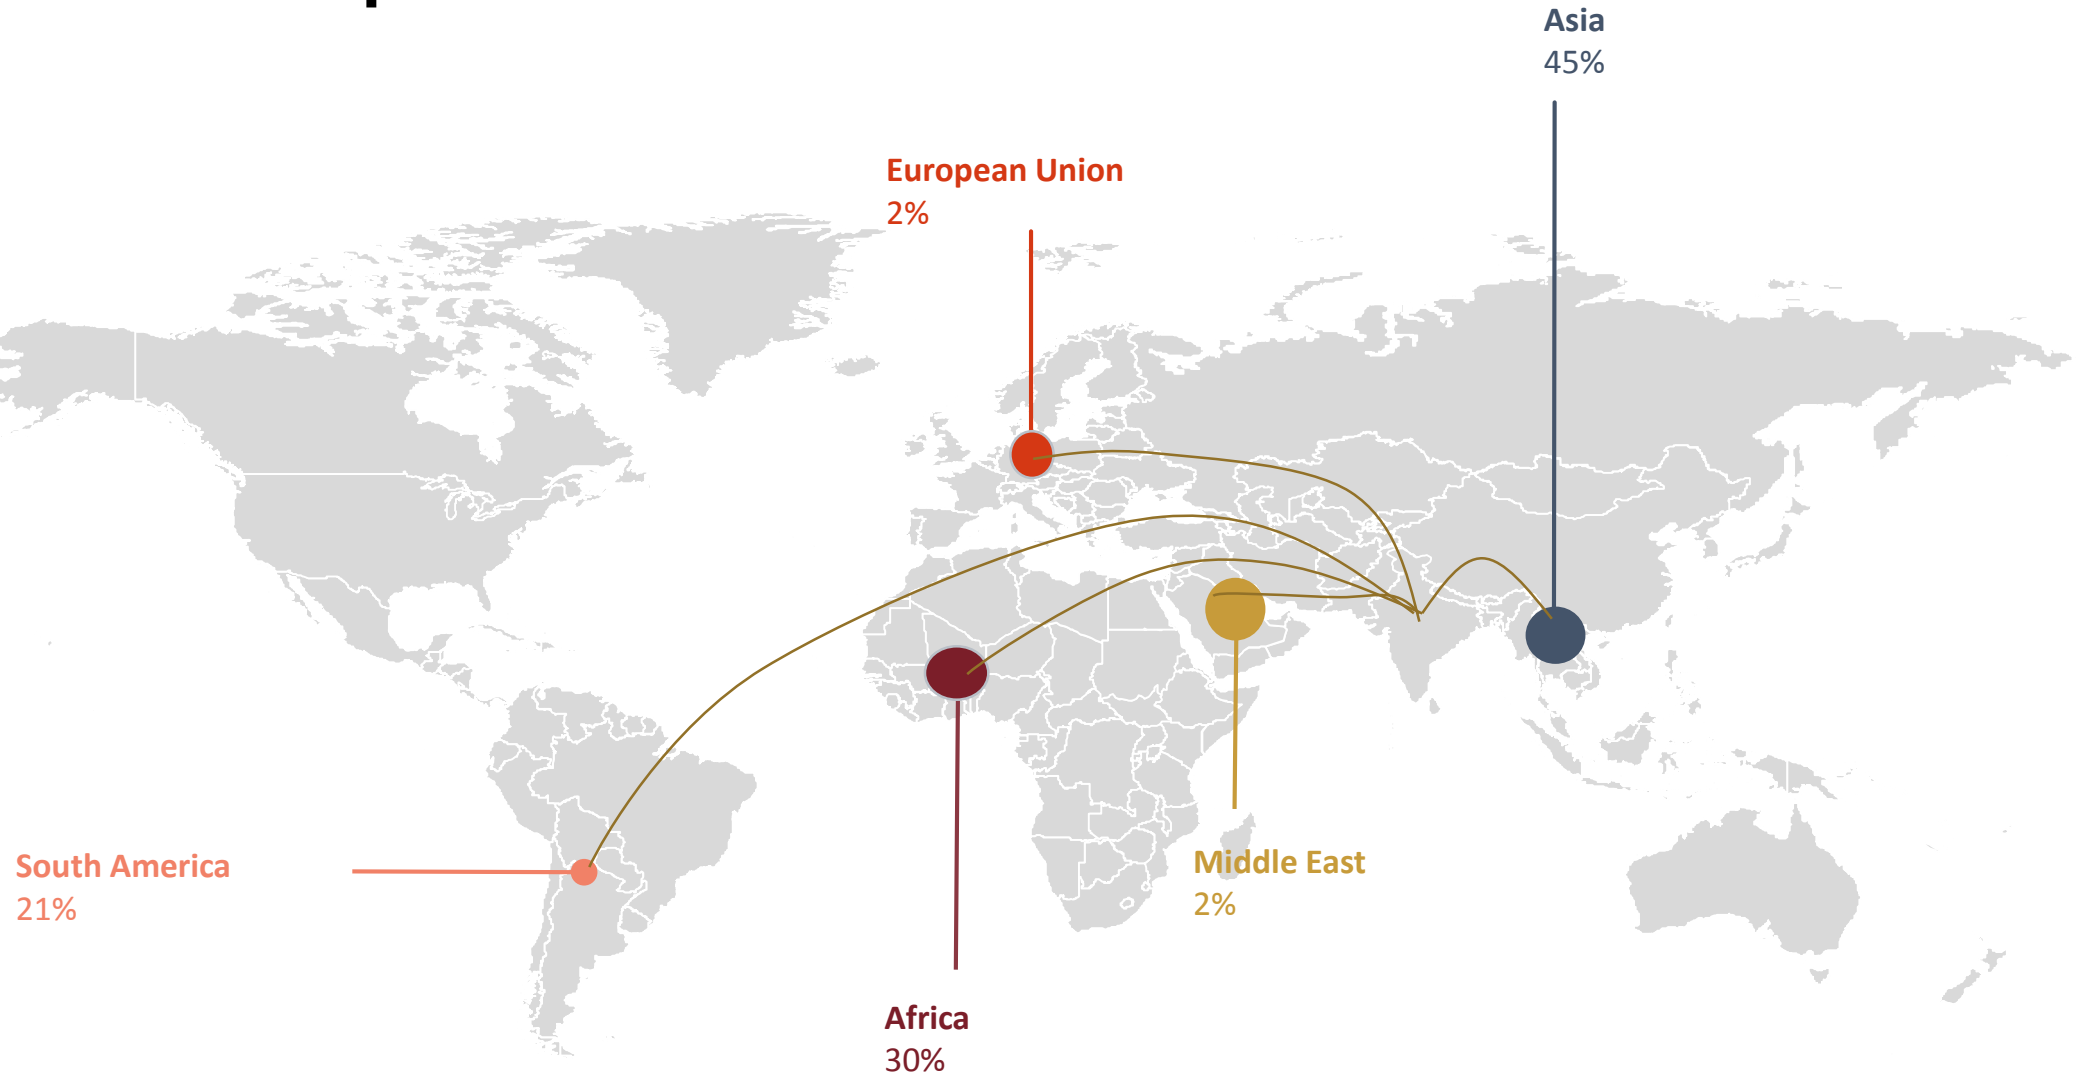 Asia
45%
European Union
2%
South America
21%
Middle East
2%
Africa
30%